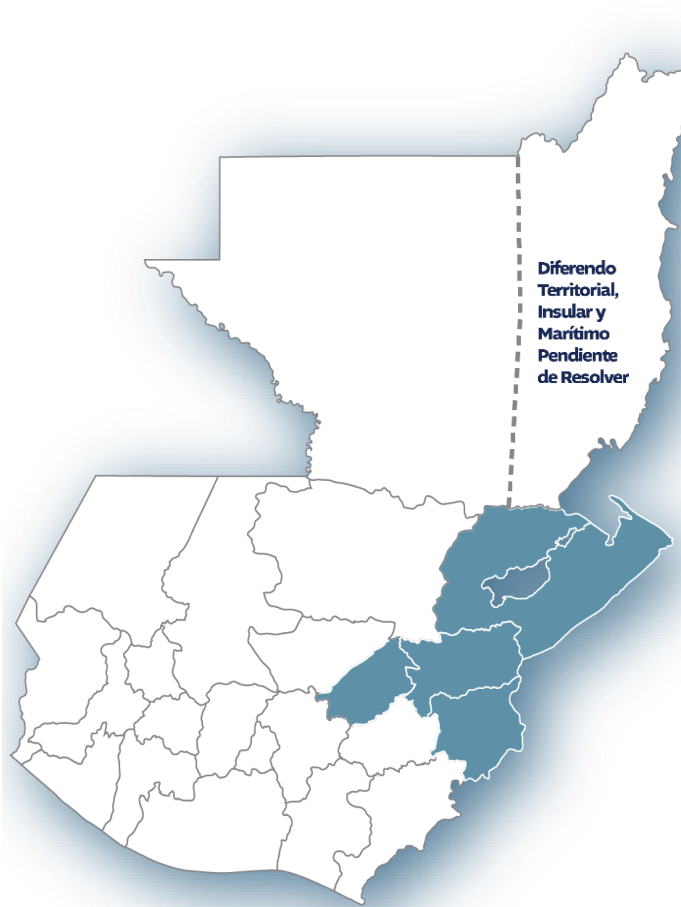 Diferendo
Territorial,
Insular y
Marítimo
Pendiente
de Resolver